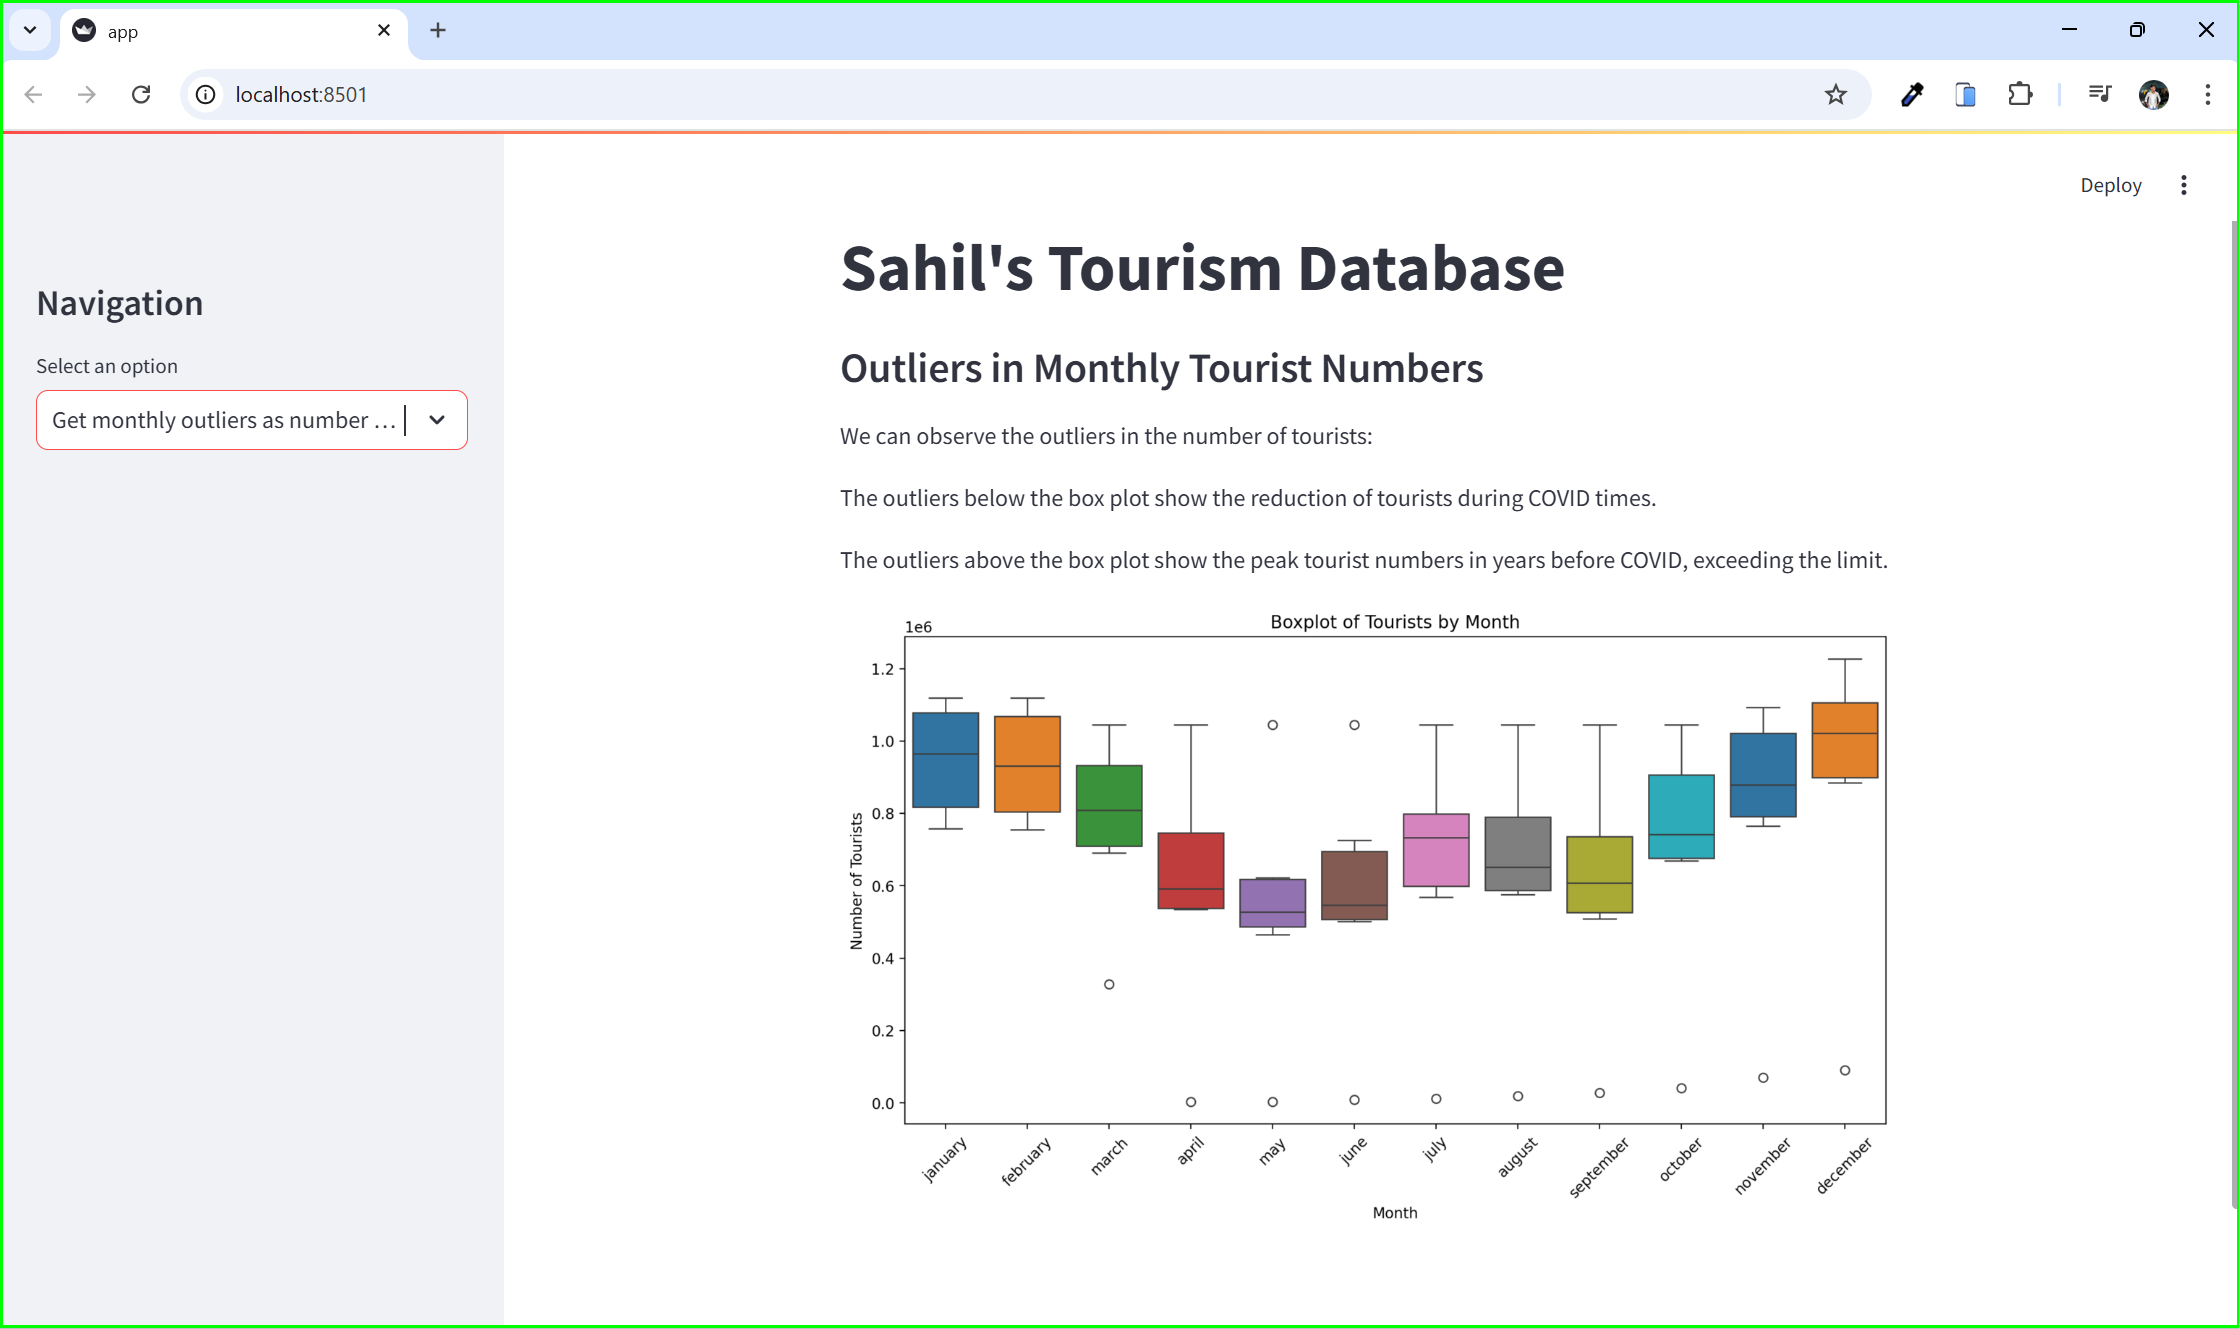 app
localhost:8501
Deploy
Navigation
Select an option
Get monthly outliers as number ...
Sahil's Tourism Database
Outliers in Monthly Tourist Numbers
We can observe the outliers in the number of tourists:
The outliers below the box plot show the reduction of tourists during COVID times.
The outliers above the box plot show the peak tourist numbers in years before COVID, exceeding the limit.
Boxplot of Tourists by Month
1e6
1.2
1.0
0.8
0.6
0.4
0.2
0.0
Number of Tourists
january
february
march
april
may
june
july
august
september
october
november
december
Month